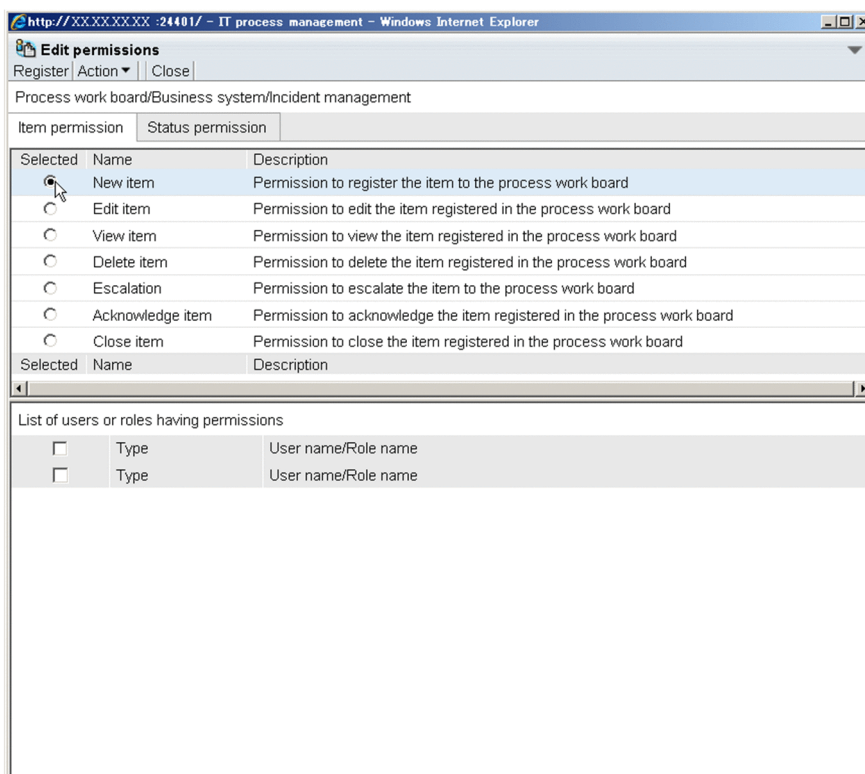 http:// XX.XX.XX.XX :24401/ - IT process management - Windows Internet Explorer
Edit permissions
Register Action Close
Process work board/Business system/Incident management
Item permission Status permission
Selected Name Description
New item Permission to register the item to the process work board
Edit item Permission to edit the item registered in the process work board
View item Permission to view the item registered in the process work board
Delete item Permission to delete the item registered in the process work board
Escalation Permission to escalate the item to the process work board
Acknowledge item Permission to acknowledge the item registered in the process work board
Close item Permission to close the item registered in the process work board
Selected Name Description
List of users or roles having permissions
Type User name/Role name
Type User name/Role name